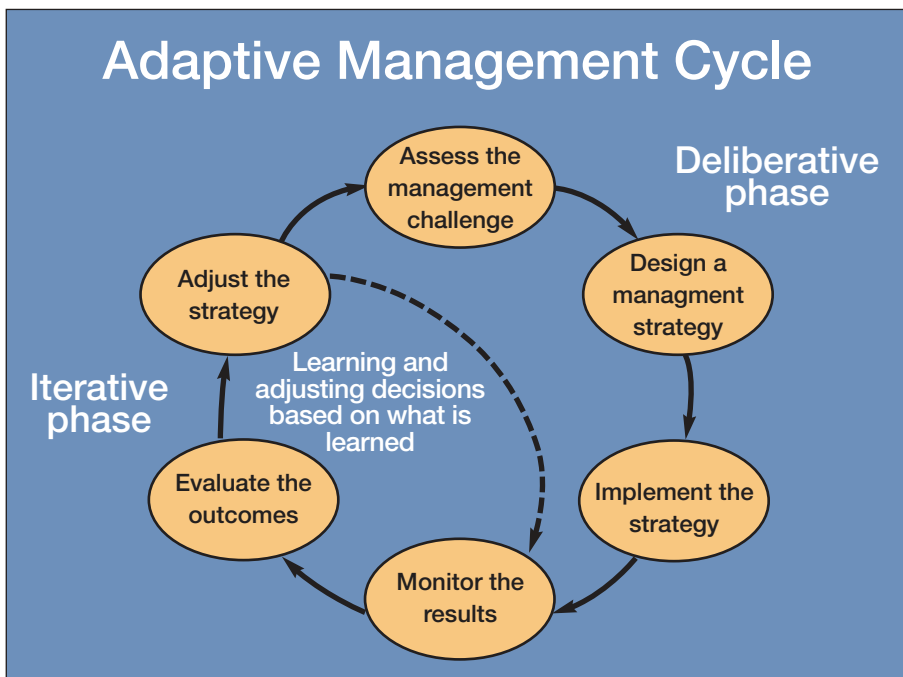 Adaptive Management Cycle
Assess the
management
challenge
Deliberative
phase
Design a
managment
strategy
Implement the
strategy
Monitor the
results
Evaluate the
outcomes
Iterative
phase
Adjust the
strategy
Learning and
adjusting decisions
based on what is
learned